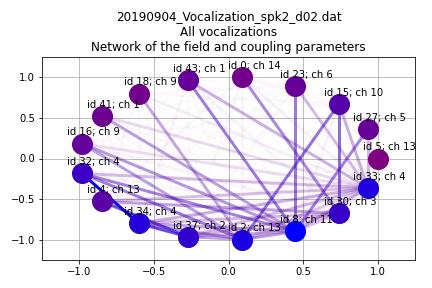 20190904_Vocalization_spk2_d02.dat
All vocalizations
Network of the field and coupling parameters
id 0; ch 14
id 43; ch 1
id 23; ch 6
id 18; ch 9
id 15; ch 10
id 41; ch 1
id 27; ch 5
id 16; ch 9
id 5; ch 13
id 32; ch 4
id 33; ch 4
id 4; ch 13
id 30; ch 3
id 34; ch 4
id 8; ch 11
id 37; ch 2
id 2; ch 13
1.0
0.5
0.0
−0.5
−1.0
−1.0 −0.5 0.0 0.5 1.0